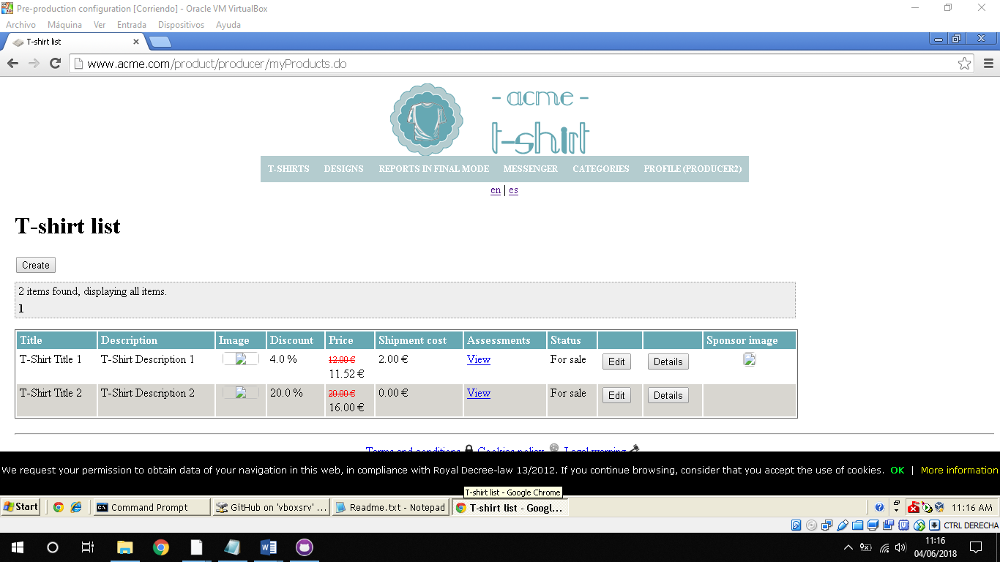 Pre-production configuration [Corriendo] - Oracle VM VirtualBox
Archivo Máquina Ver Entrada Dispositivos Ayuda
T-shirt list
www.acme.com/product/producer/myProducts.do
- acme -
t-shirt
T-SHIRTS DESIGNS REPORTS IN FINAL MODE MESSENGER CATEGORIES PROFILE (PRODUCER2)
en | es
T-shirt list
Create
2 items found, displaying all items.
1
Title Description Image Discount Price Shipment cost Assessments Status Sponsor image
T-Shirt Title 1 T-Shirt Description 1 4.0 % 12.00 € 2.00 € View For sale Edit Details
11.52 €
T-Shirt Title 2 T-Shirt Description 2 20.0 % 20.00 € 0.00 € View For sale Edit Details
16.00 €
Terms and conditions Cookies policy Legal warning
We request your permission to obtain data of your navigation in this web, in compliance with Royal Decree-law 13/2012. If you continue browsing, consider that you accept the use of cookies. OK | More information
T-shirt list - Google Chrome
Start Command Prompt GitHub on 'vboxsrv' ... Readme.txt - Notepad T-shirt list - Googl... 11:16 AM
CTRL DERECHA
11:16
04/06/2018